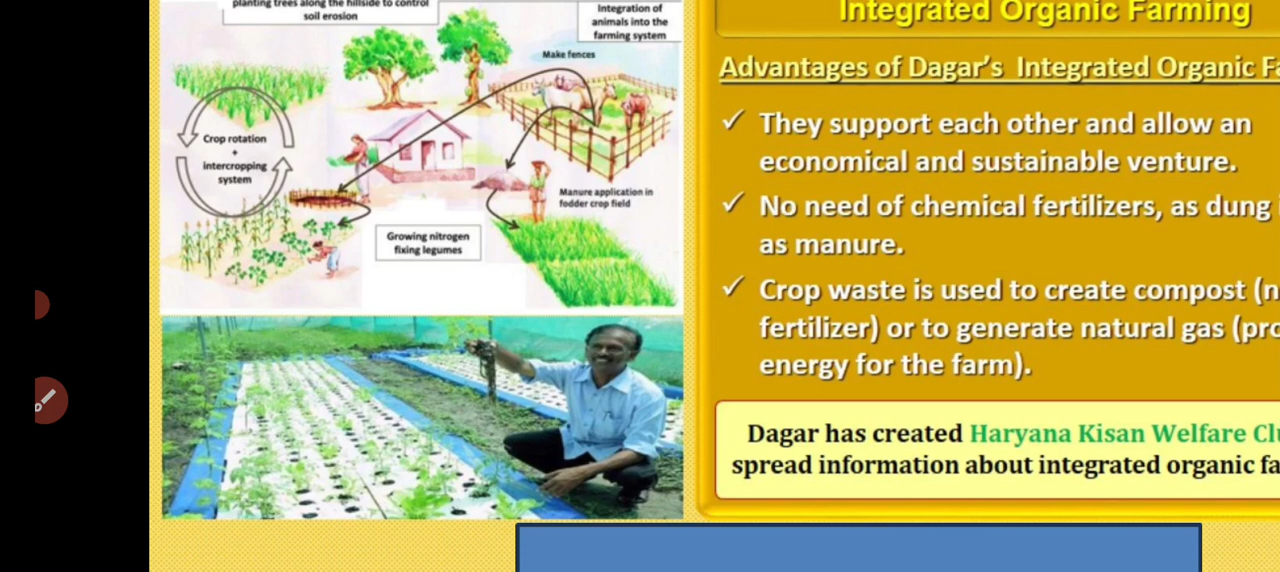 planting trees along the hillside to control
soil erosion
Integration of
animals into the
farming system
Make fences
Crop rotation
+
intercropping
system
Manure application in
fodder crop field
Growing nitrogen
fixing legumes
Integrated Organic Farming
Advantages of Dagar's Integrated Organic
✓ They support each other and allow an
economical and sustainable venture.
✓ No need of chemical fertilizers, as dung
as manure.
✓ Crop waste is used to create compost
fertilizer) or to generate natural gas
energy for the farm).
Dagar has created Haryana Kisan Welfare
spread information about integrated organic